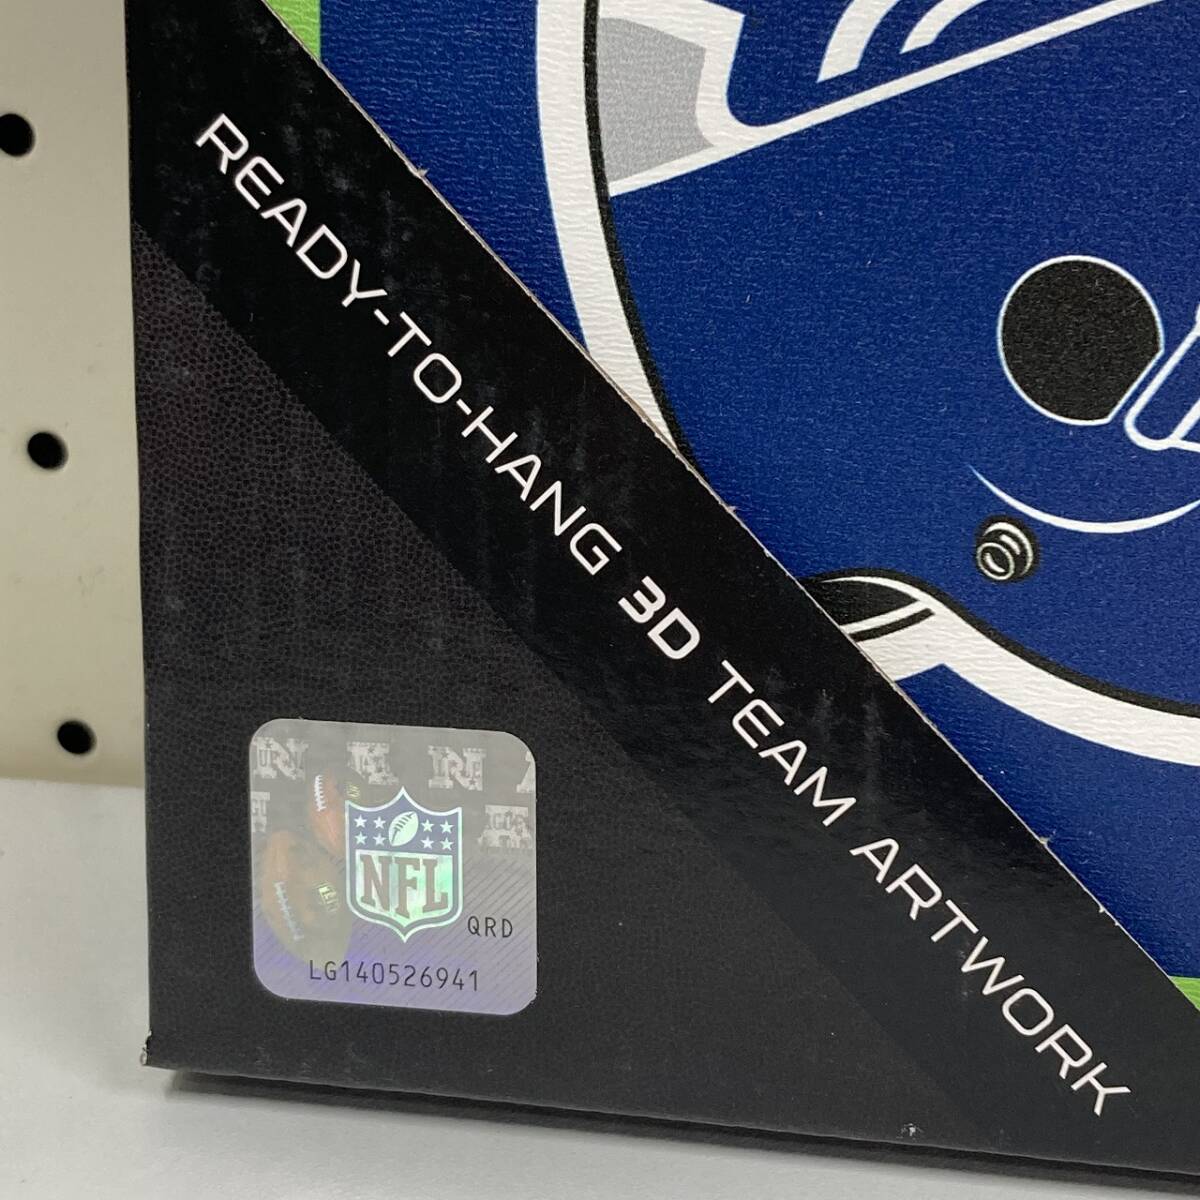 READY-TO-HANG 3D TEAM ARTWORK
NFL
QRD
LG140526941